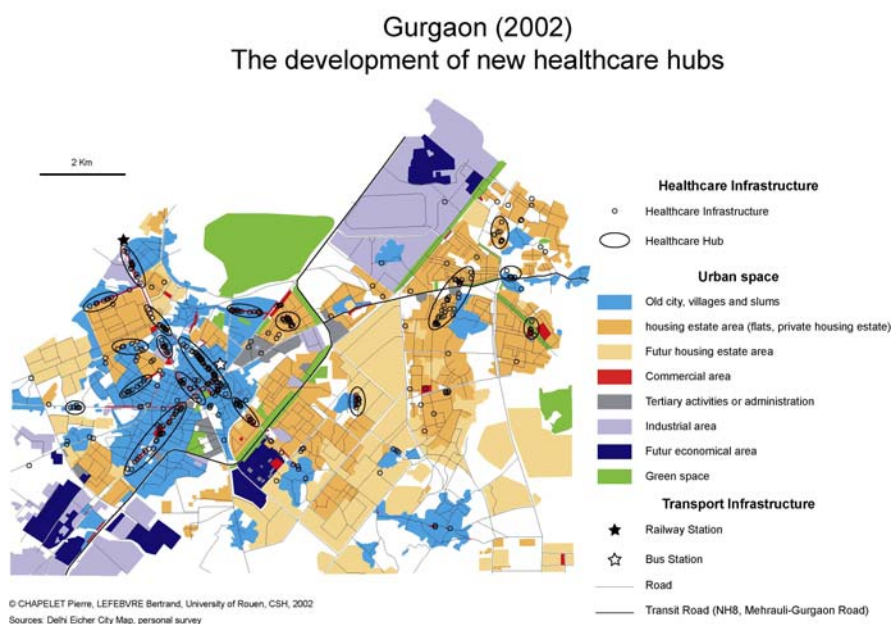 Gurgaon (2002)
The development of new healthcare hubs
2 Km
Healthcare Infrastructure
Healthcare Infrastructure
Healthcare Hub
Urban space
Old city, villages and slums
housing estate area (flats, private housing estate)
Futur housing estate area
Commercial area
Tertiary activities or administration
Industrial area
Futur economical area
Green space
Transport Infrastructure
Railway Station
Bus Station
Road
Transit Road (NH8, Mehrauli-Gurgaon Road)
© CHAPELET Pierre, LEFEBVRE Bertrand, University of Rouen, CSH, 2002
Sources: Delhi Eicher City Map, personal survey